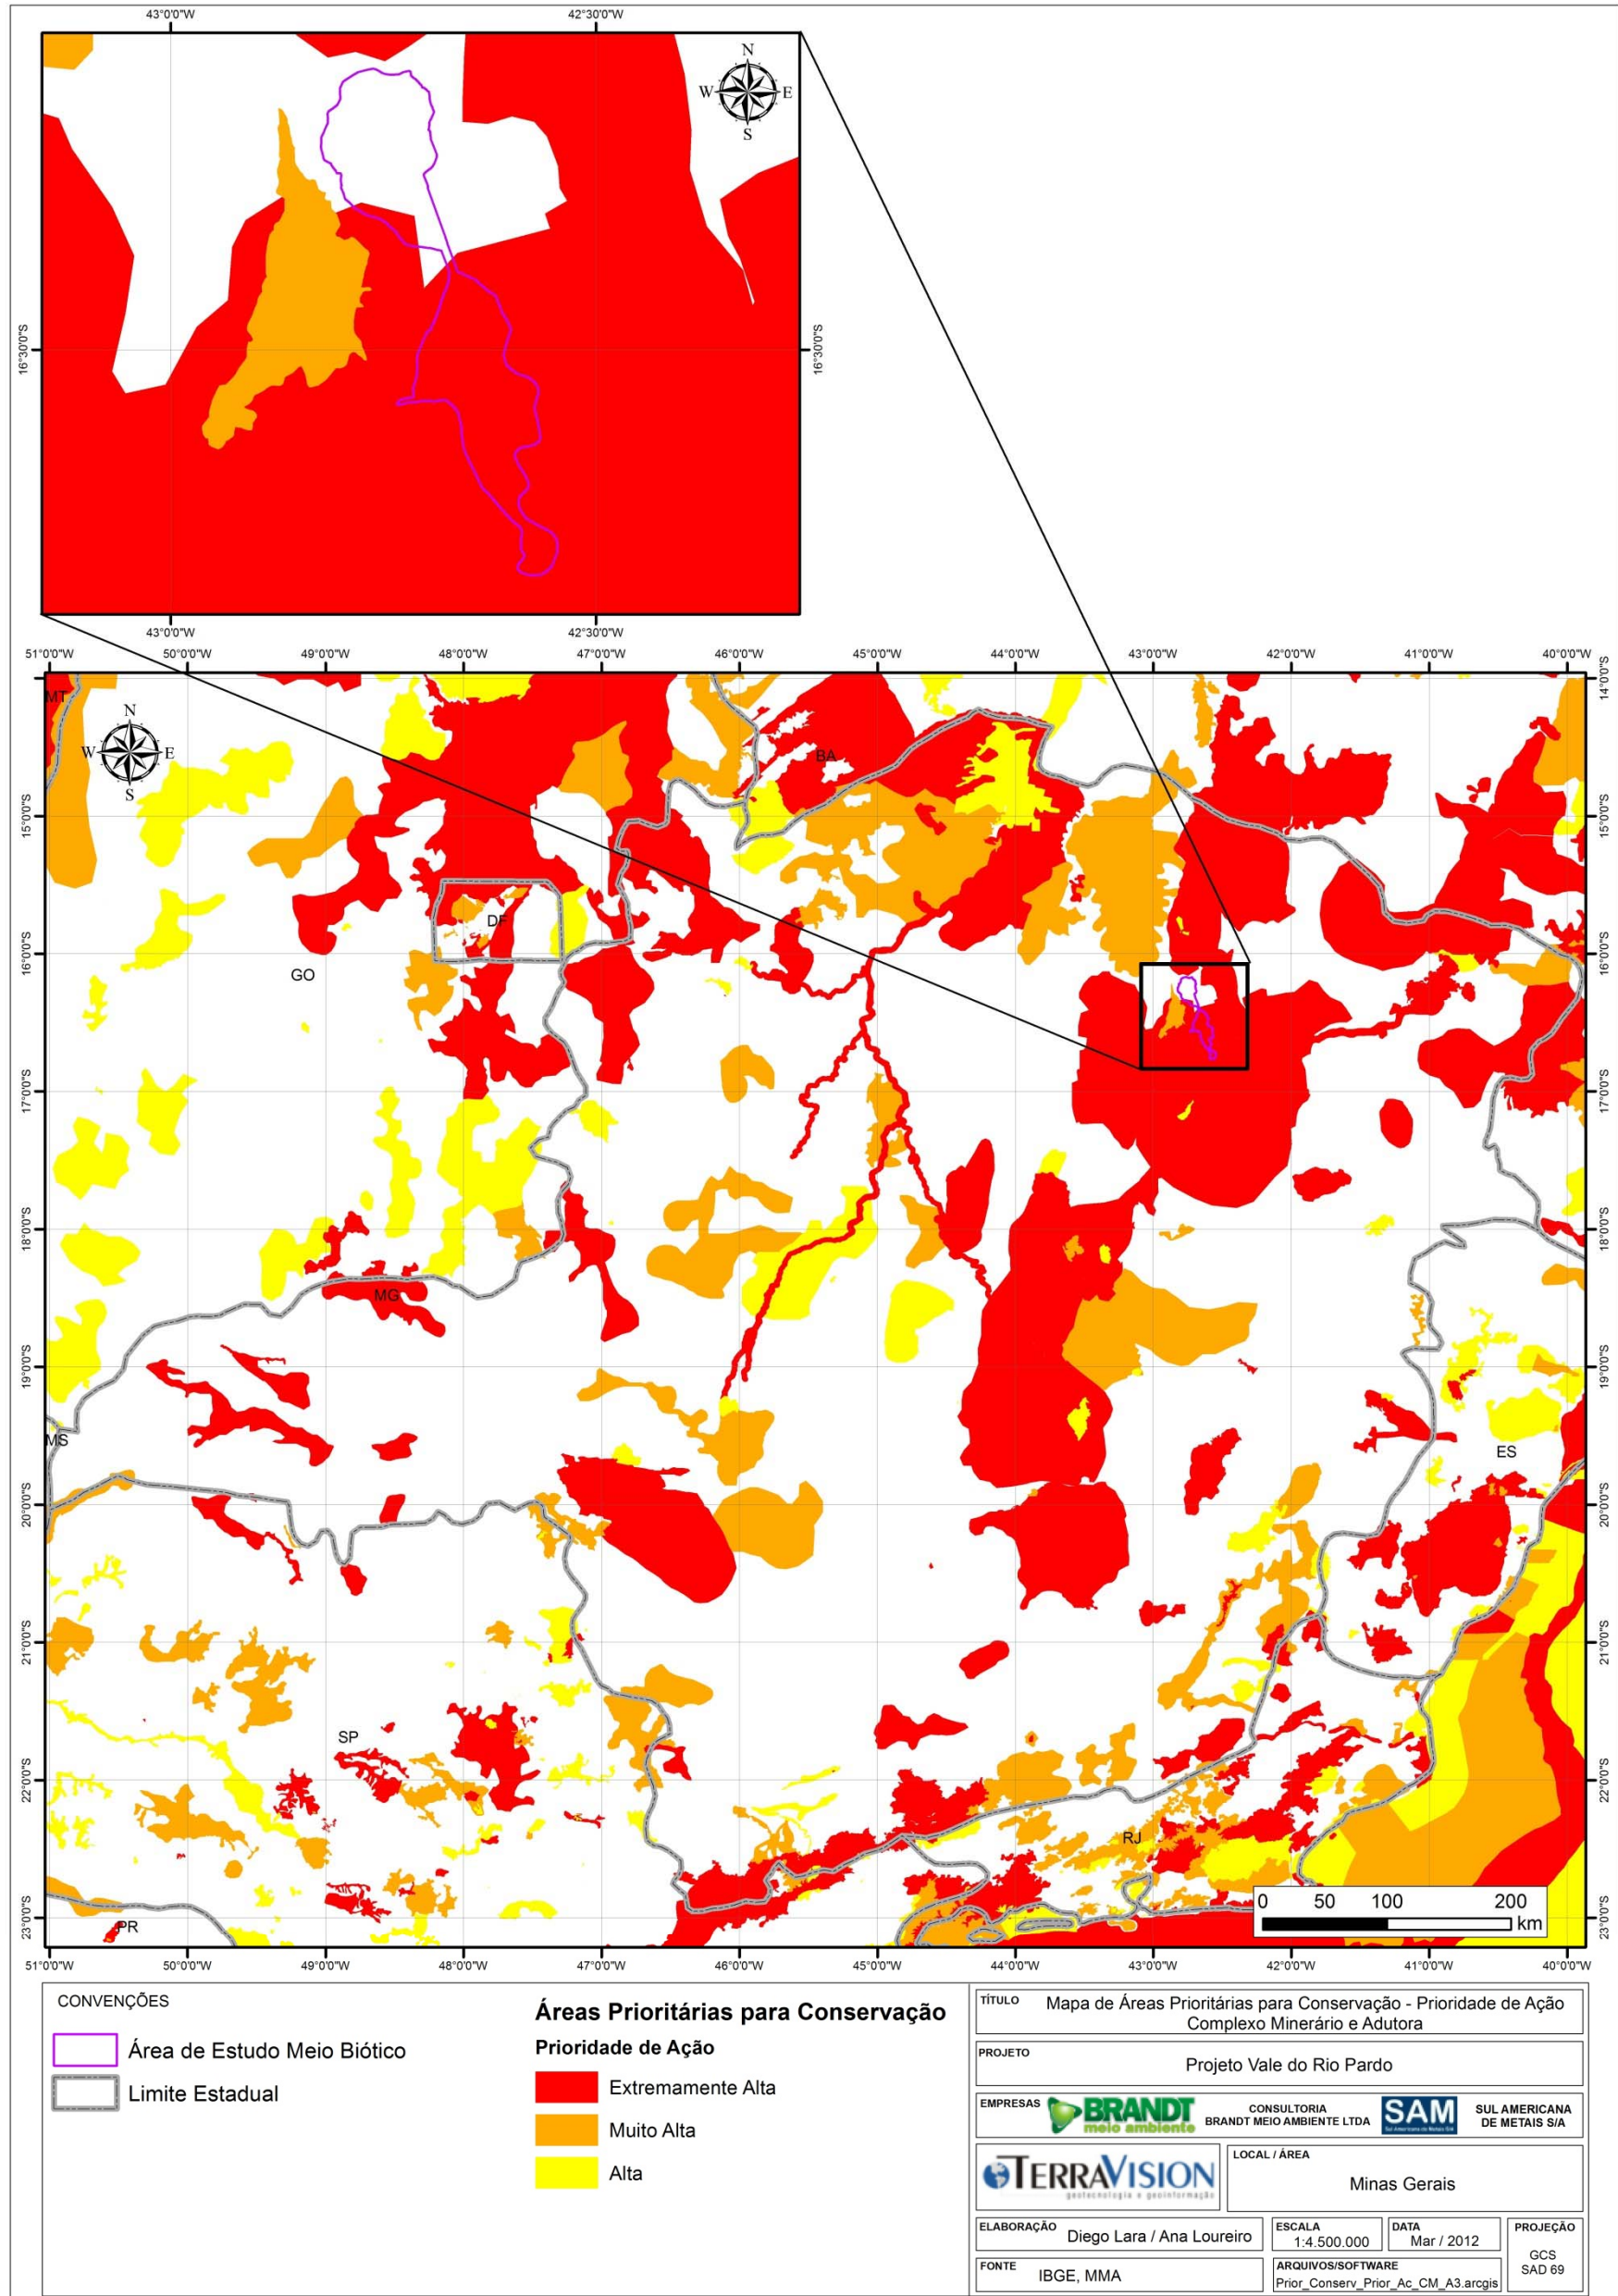 43°0'0"W 42°30'0"W
N
W E
S
16°30'0"S 16°30'0"S
43°0'0"W 42°30'0"W
51°0'0"W 50°0'0"W 49°0'0"W 48°0'0"W 47°0'0"W 46°0'0"W 45°0'0"W 44°0'0"W 43°0'0"W 42°0'0"W 41°0'0"W 40°0'0"W
14°0'0"S
MT
N
W E
S
BA
15°0'0"S 15°0'0"S
DF
16°0'0"S 16°0'0"S
GO
17°0'0"S 17°0'0"S
18°0'0"S 18°0'0"S
MG
19°0'0"S 19°0'0"S
MS
ES
20°0'0"S 20°0'0"S
21°0'0"S 21°0'0"S
SP
22°0'0"S 22°0'0"S
RJ
0 50 100 200
km
23°0'0"S 23°0'0"S
PR
51°0'0"W 50°0'0"W 49°0'0"W 48°0'0"W 47°0'0"W 46°0'0"W 45°0'0"W 44°0'0"W 43°0'0"W 42°0'0"W 41°0'0"W 40°0'0"W
CONVENÇÕES
Área de Estudo Meio Biótico
Limite Estadual
Áreas Prioritárias para Conservação
Prioridade de Ação
Extremamente Alta
Muito Alta
Alta
TÍTULO
Mapa de Áreas Prioritárias para Conservação - Prioridade de Ação
Complexo Minerário e Adutora
PROJETO
Projeto Vale do Rio Pardo
EMPRESAS
BRANDT
meio ambiente
CONSULTORIA
BRANDT MEIO AMBIENTE LTDA
SAM
Sul Americana de Metais S/A
SUL AMERICANA
DE METAIS S/A
TERRAVISION
geotecnologia e geoinformação
LOCAL / ÁREA
Minas Gerais
ELABORAÇÃO
Diego Lara / Ana Loureiro
ESCALA
1:4.500.000
DATA
Mar / 2012
PROJEÇÃO
GCS
SAD 69
FONTE
IBGE, MMA
ARQUIVOS/SOFTWARE
Prior_Conserv_Prior_Ac_CM_A3.arcgis